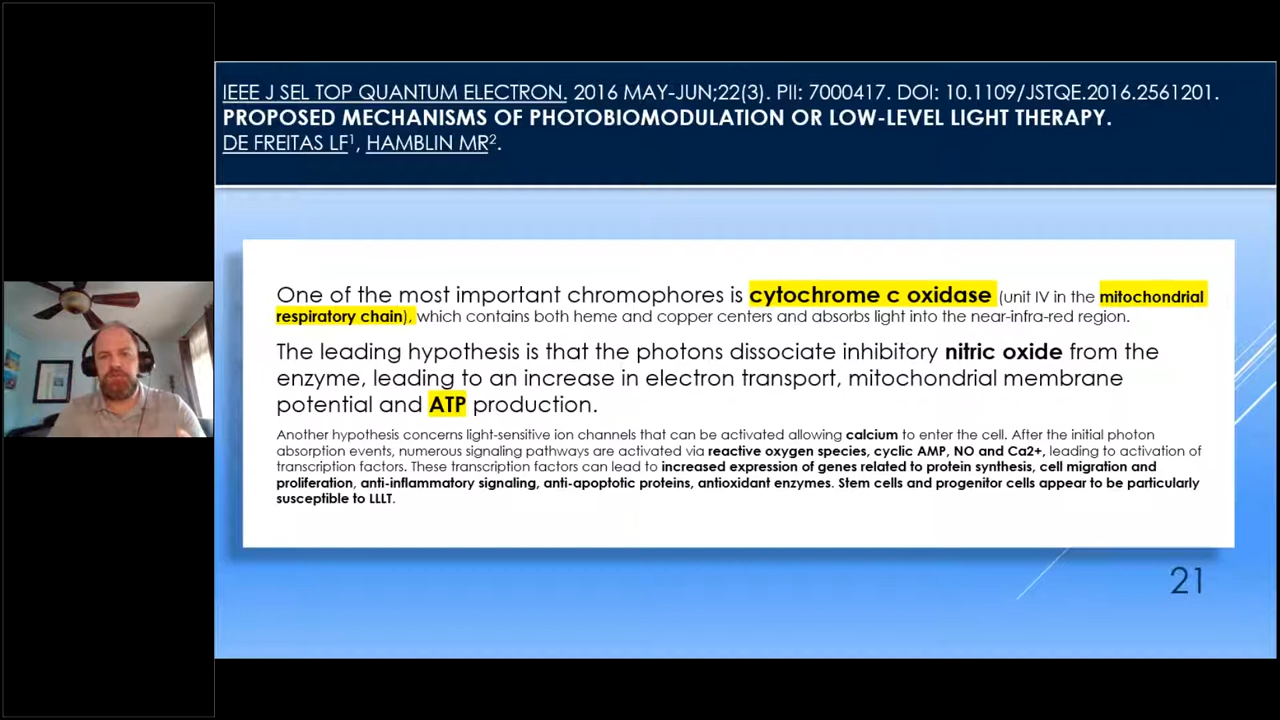 IEEE J SEL TOP QUANTUM ELECTRON. 2016 MAY-JUN;22(3). PII: 7000417. DOI: 10.1109/JSTQE.2016.2561201.
PROPOSED MECHANISMS OF PHOTOBIOMODULATION OR LOW-LEVEL LIGHT THERAPY.
DE FREITAS LF1, HAMBLIN MR2.
One of the most important chromophores is cytochrome c oxidase (unit IV in the mitochondrial
respiratory chain), which contains both heme and copper centers and absorbs light into the near-infra-red region.
The leading hypothesis is that the photons dissociate inhibitory nitric oxide from the
enzyme, leading to an increase in electron transport, mitochondrial membrane
potential and ATP production.
Another hypothesis concerns light-sensitive ion channels that can be activated allowing calcium to enter the cell. After the initial photon
absorption events, numerous signaling pathways are activated via reactive oxygen species, cyclic AMP, NO and Ca2+, leading to activation of
transcription factors. These transcription factors can lead to increased expression of genes related to protein synthesis, cell migration and
proliferation, anti-inflammatory signaling, anti-apoptotic proteins, antioxidant enzymes. Stem cells and progenitor cells appear to be particularly
susceptible to LLLT.
21